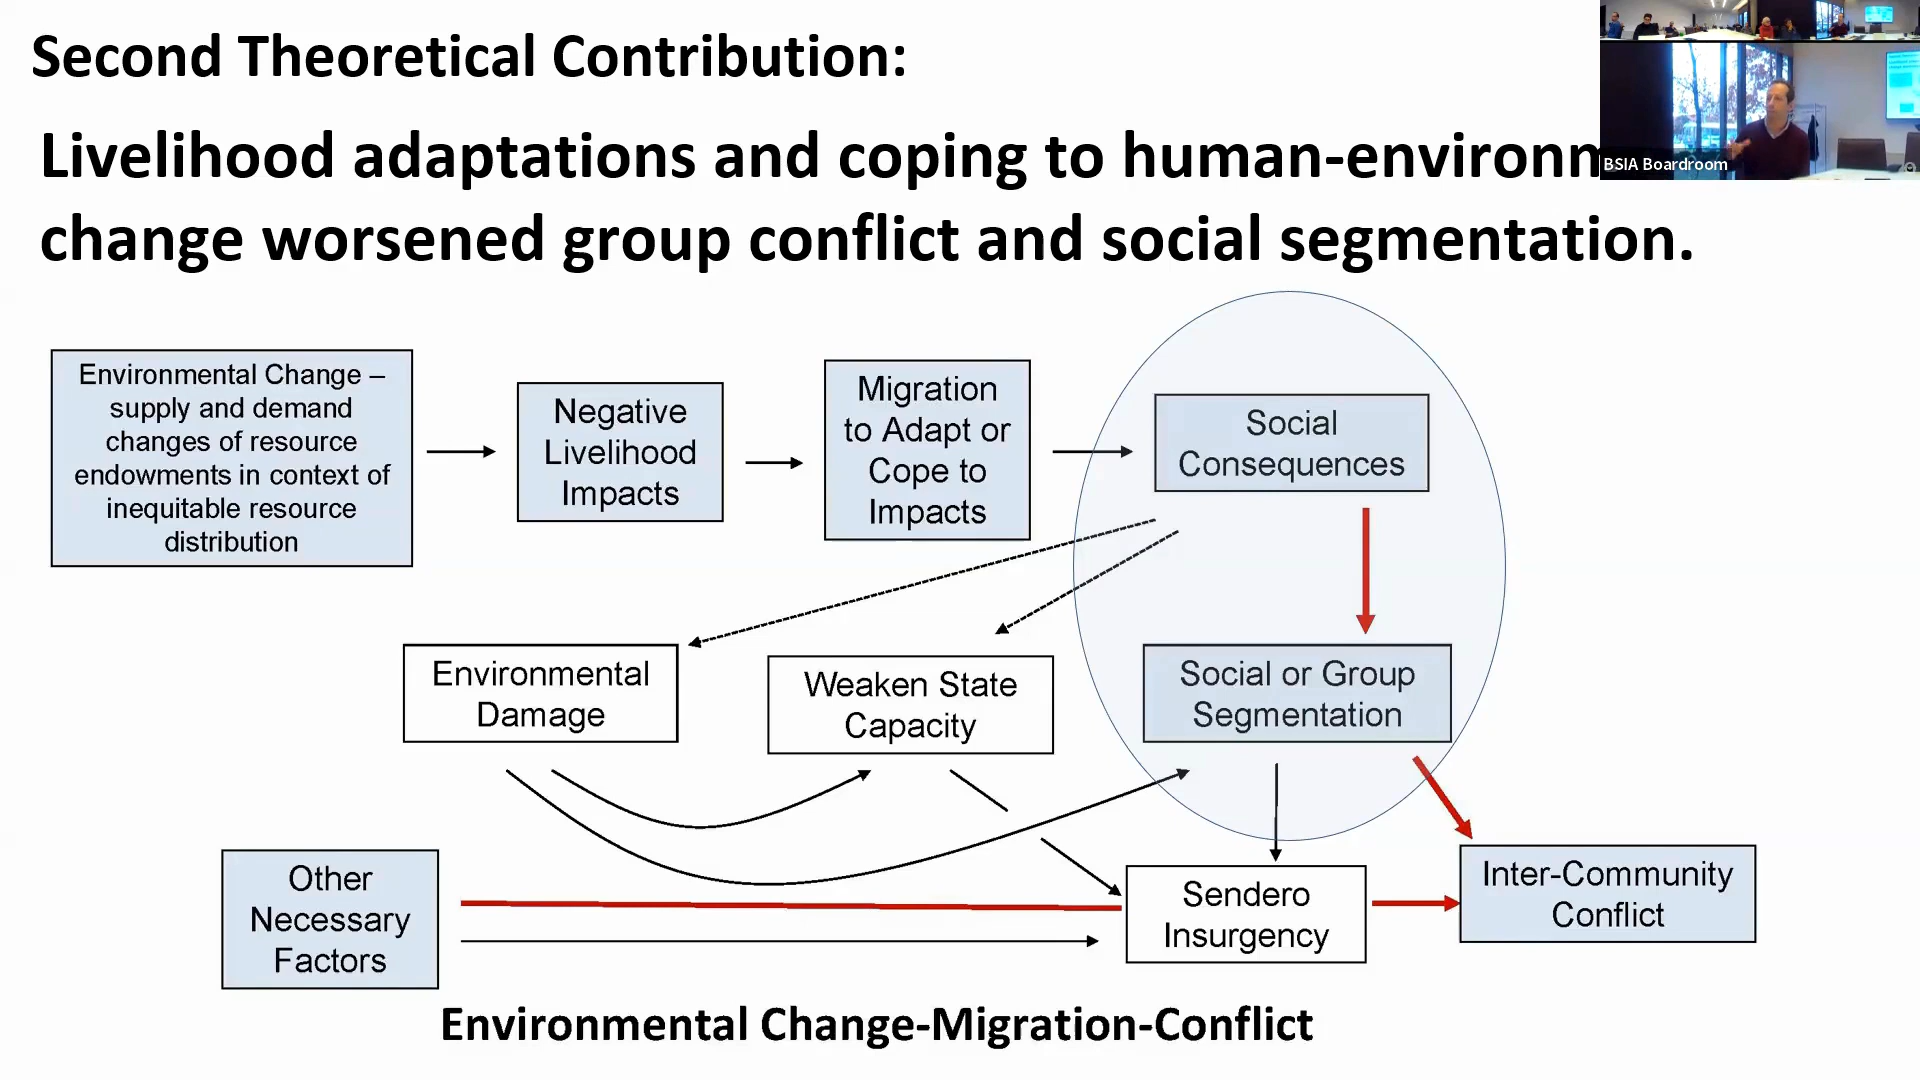 Second Theoretical Contribution:
Livelihood adaptations and coping to
change worsened group conflict and social segmentation.
BSIA Boardroom
Environmental Change –
supply and demand
changes of resource
endowments in context of
inequitable resource
distribution
Negative
Livelihood
Impacts
Migration
to Adapt or
Cope to
Impacts
Social
Consequences
Environmental
Damage
Weaken State
Capacity
Social or Group
Segmentation
Other
Necessary
Factors
Sendero
Insurgency
Inter-Community
Conflict
Environmental Change-Migration-Conflict